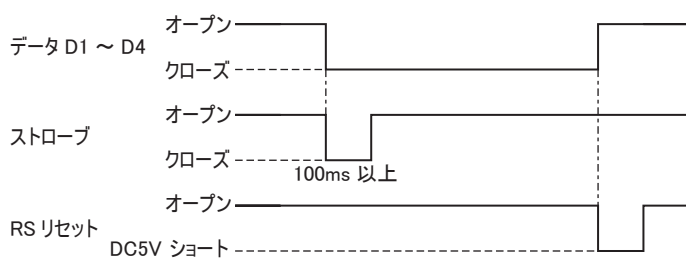 データ D1 ～ D4
オープン
クローズ
ストローブ
オープン
クローズ
100ms 以上
RS リセット
オープン
DC5V ショート